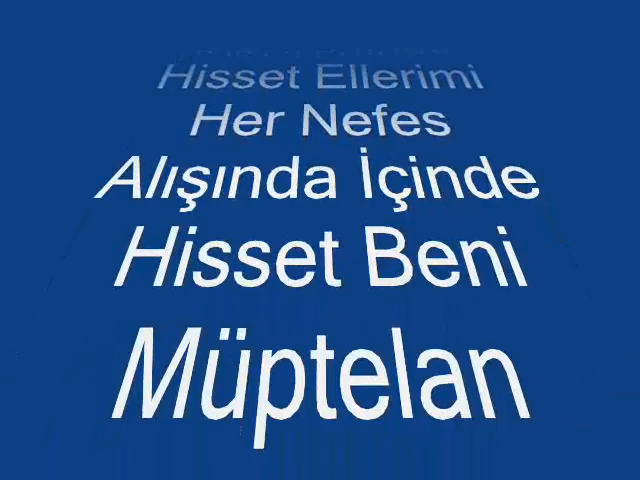 Hisset Ellerimi
Her Nefes
Alışında İçinde
Hisset Beni
Müptelan